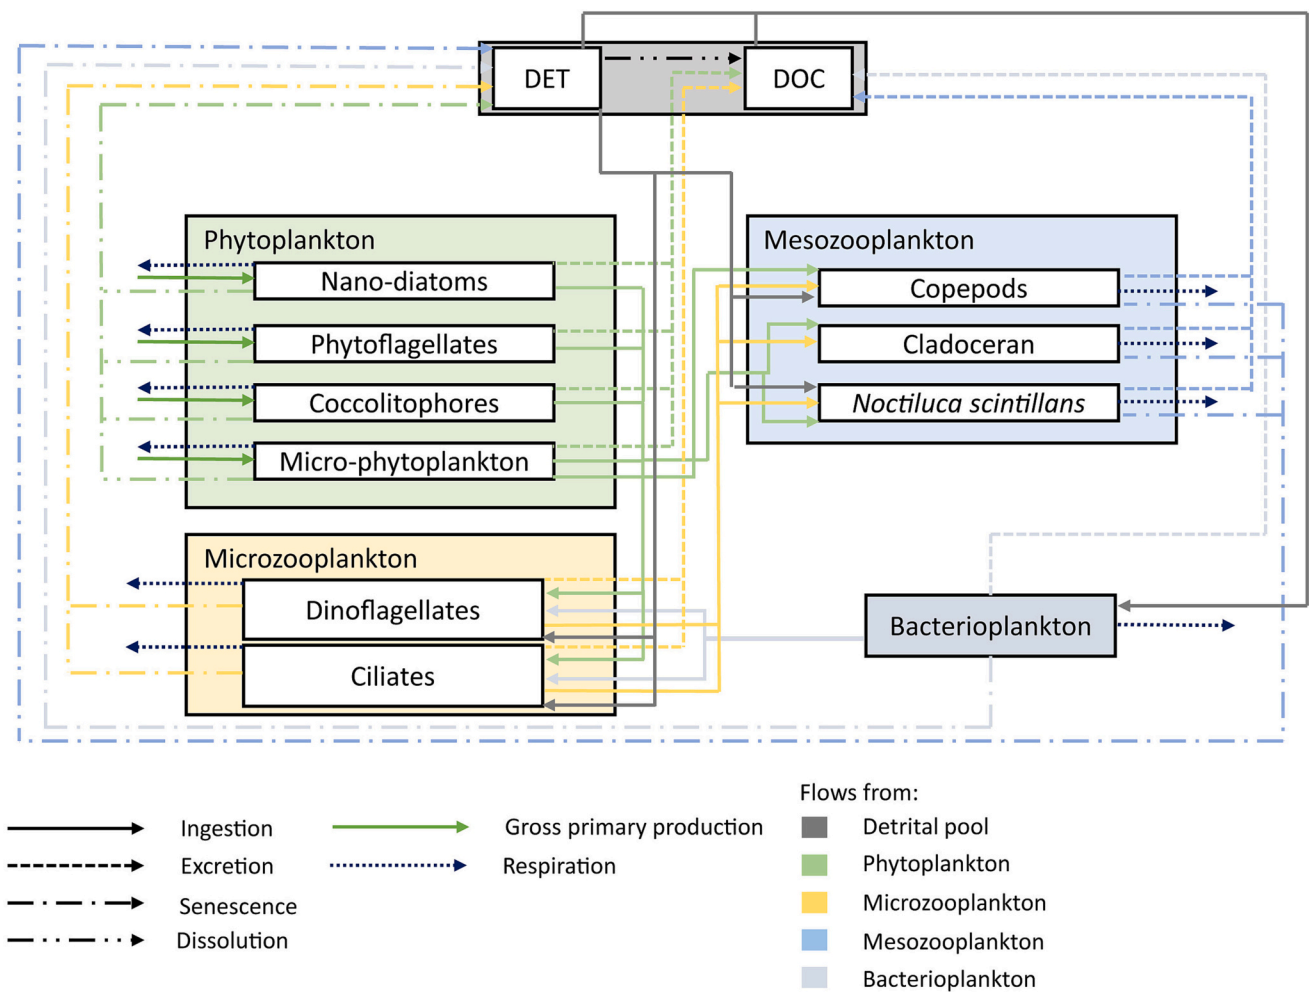 DET
DOC
Phytoplankton
Nano-diatoms
Phytoflagellates
Coccolitophores
Micro-phytoplankton
Mesozooplankton
Copepods
Cladoceran
Noctiluca scintillans
Microzooplankton
Dinoflagellates
Ciliates
Bacterioplankton
Ingestion
Excretion
Senescence
Dissolution
Gross primary production
Respiration
Flows from:
Detrital pool
Phytoplankton
Microzooplankton
Mesozooplankton
Bacterioplankton